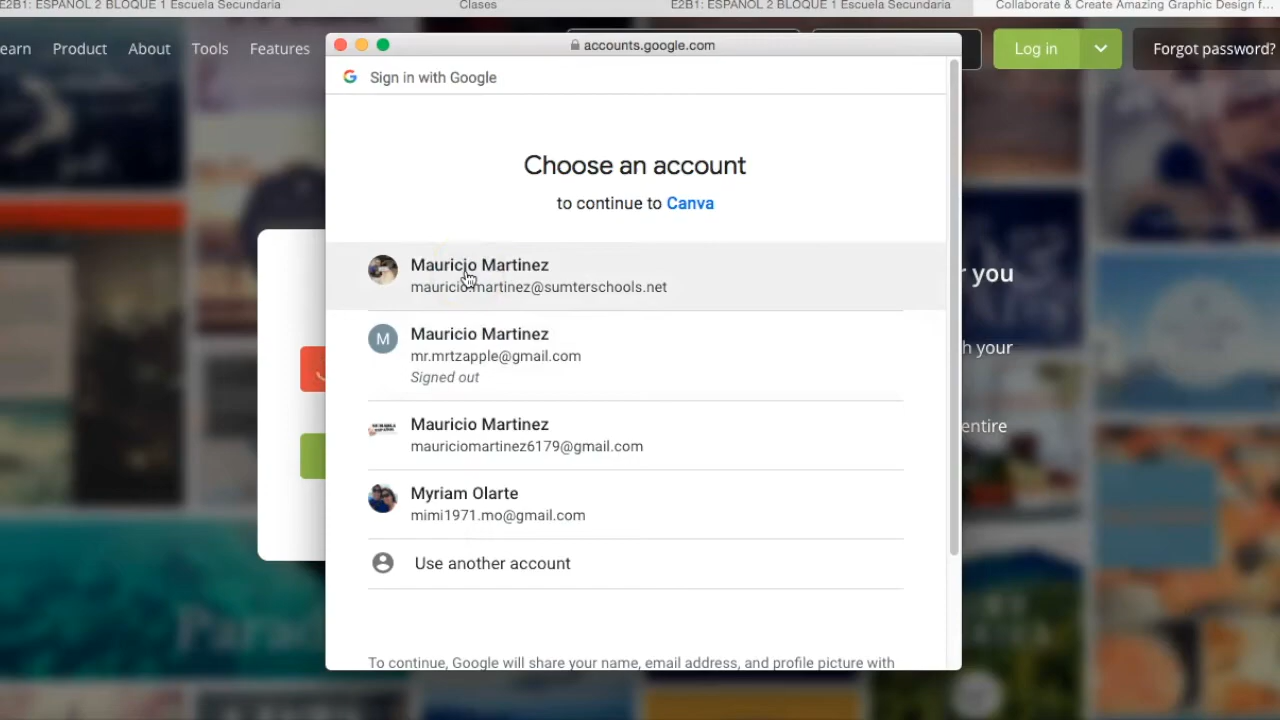 E2B1: ESPAÑOL 2 BLOQUE 1 Escuela Secundaria
Clases
E2B1: ESPAÑOL 2 BLOQUE 1 Escuela Secundaria
Collaborate & Create Amazing Graphic Design f...
earn
Product
About
Tools
Features
Log in
Forgot password?
accounts.google.com
Sign in with Google
Choose an account
to continue to Canva
Mauricio Martinez
mauricio.martinez@sumterschools.net
Mauricio Martinez
mr.mrtzapple@gmail.com
Signed out
Mauricio Martinez
mauriciomartinez6179@gmail.com
Myriam Olarte
mimi1971.mo@gmail.com
Use another account
To continue, Google will share your name, email address, and profile picture with
you
h your
entire